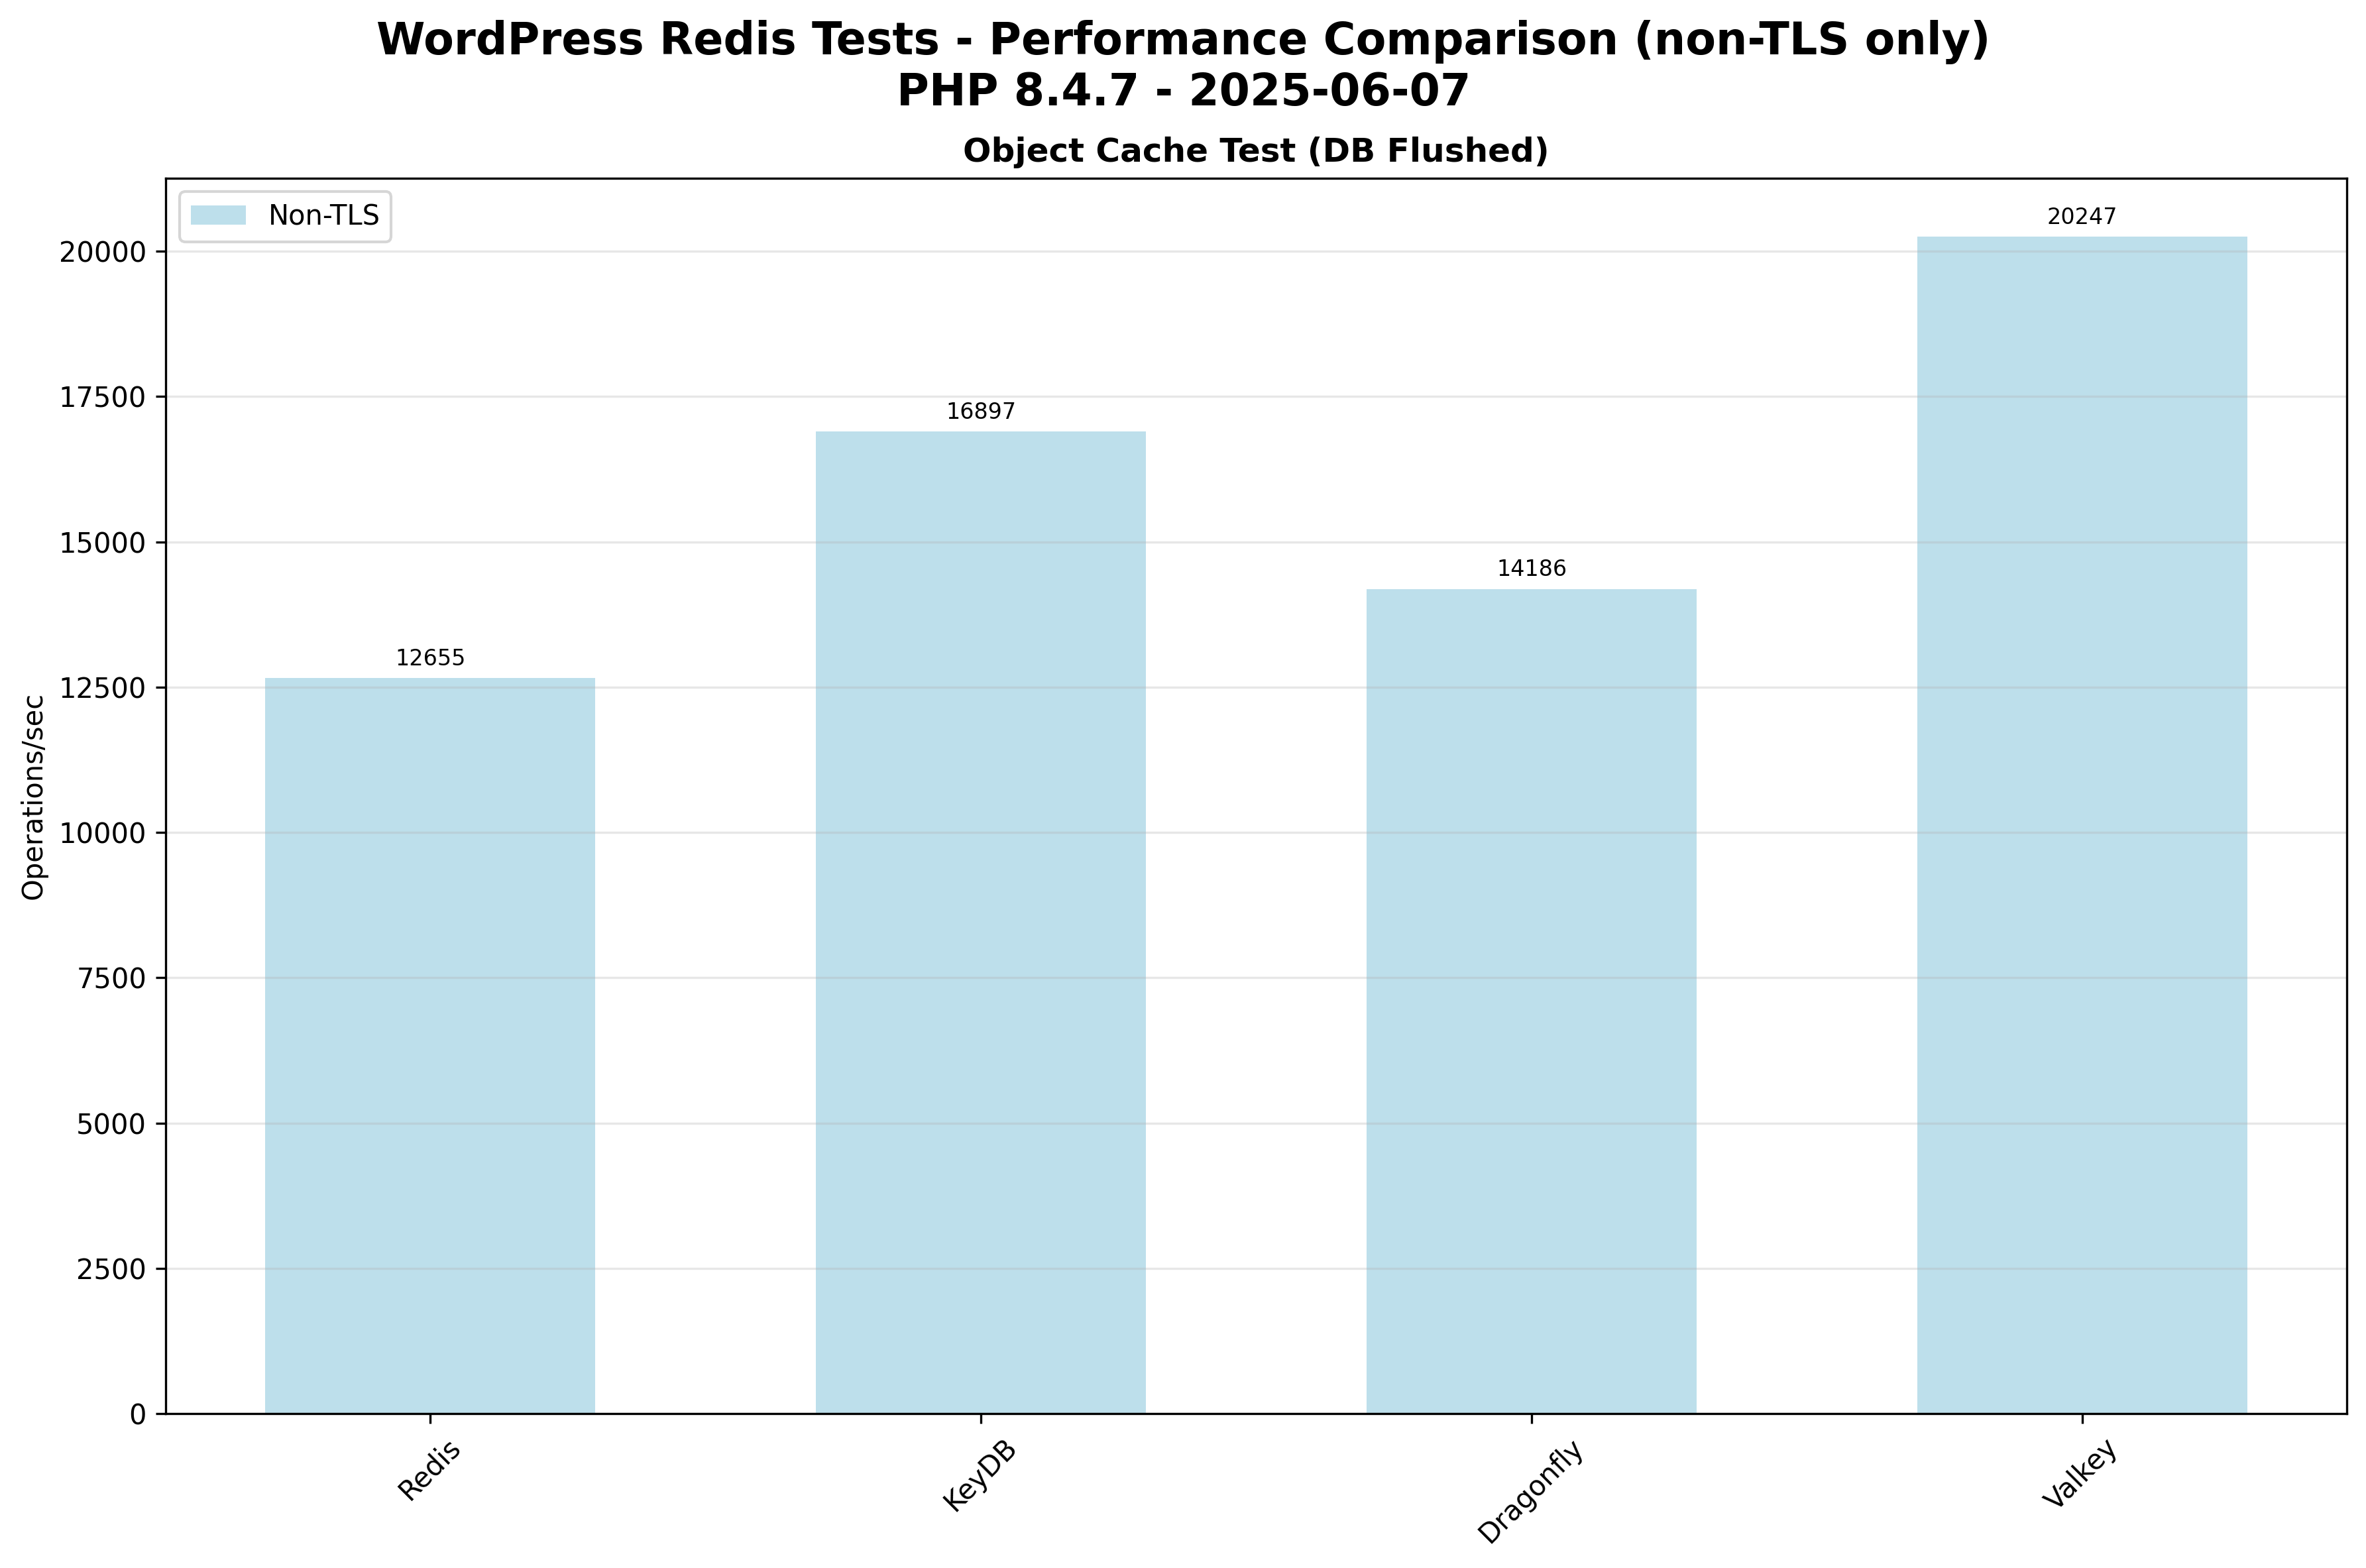 WordPress Redis Tests - Performance Comparison (non-TLS only)
PHP 8.4.7 - 2025-06-07
Object Cache Test (DB Flushed)
Non-TLS
20247
16897
14186
12655
20000
17500
15000
12500
10000
7500
5000
2500
0
Operations/sec
Redis
KeyDB
Dragonfly
Valkey